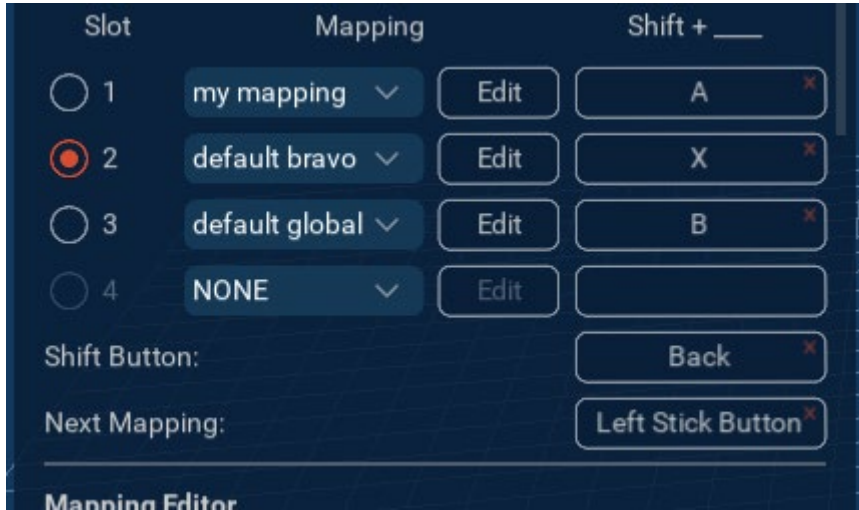 Slot Mapping Shift + ___
1 my mapping Edit A x
2 default bravo Edit X x
3 default global Edit B x
4 NONE Edit
Shift Button: Back x
Next Mapping: Left Stick Button x
Mapping Editor